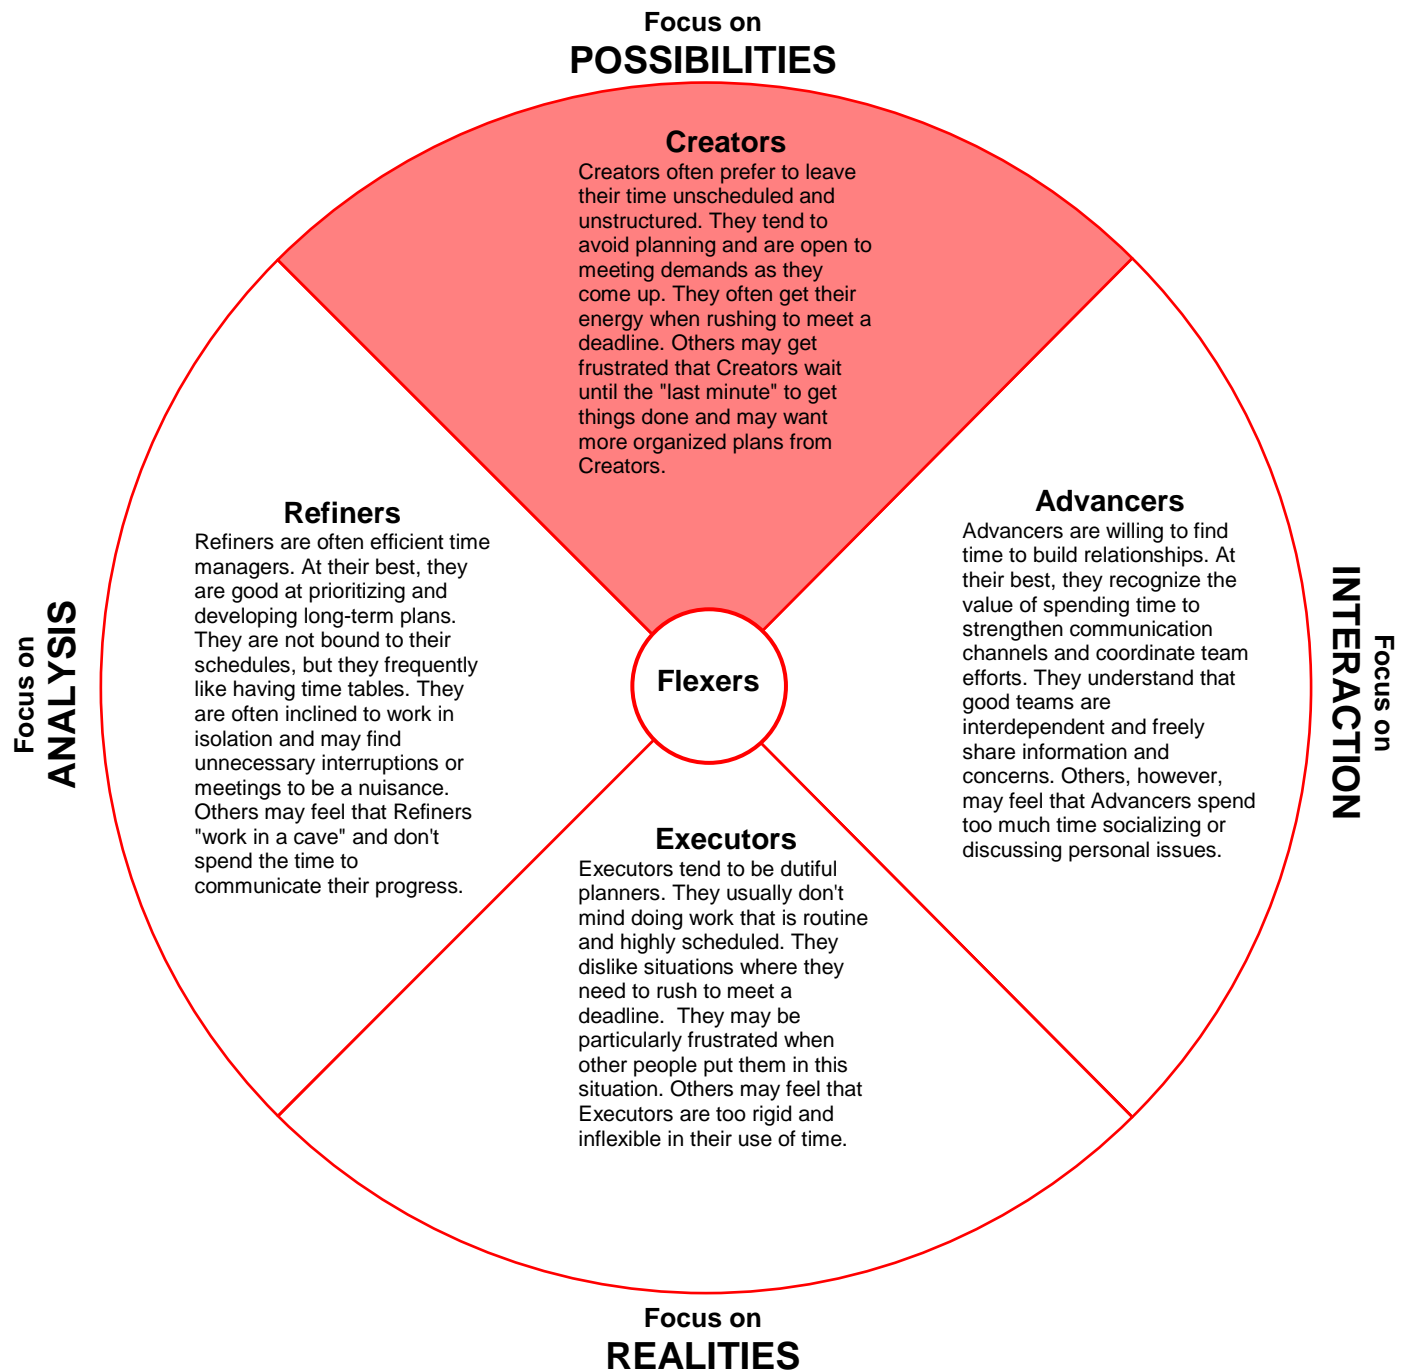 Focus on
POSSIBILITIES
Creators
Creators often prefer to leave
their time unscheduled and
unstructured. They tend to
avoid planning and are open to
meeting demands as they
come up. They often get their
energy when rushing to meet a
deadline. Others may get
frustrated that Creators wait
until the "last minute" to get
things done and may want
more organized plans from
Creators.
Focus on
ANALYSIS
Refiners
Refiners are often efficient time
managers. At their best, they
are good at prioritizing and
developing long-term plans.
They are not bound to their
schedules, but they frequently
like having time tables. They
are often inclined to work in
isolation and may find
unnecessary interruptions or
meetings to be a nuisance.
Others may feel that Refiners
"work in a cave" and don't
spend the time to
communicate their progress.
Flexers
Advancers
Advancers are willing to find
time to build relationships. At
their best, they recognize the
value of spending time to
strengthen communication
channels and coordinate team
efforts. They understand that
good teams are
interdependent and freely
share information and
concerns. Others, however,
may feel that Advancers spend
too much time socializing or
discussing personal issues.
Focus on
INTERACTION
Executors
Executors tend to be dutiful
planners. They usually don't
mind doing work that is routine
and highly scheduled. They
dislike situations where they
need to rush to meet a
deadline.  They may be
particularly frustrated when
other people put them in this
situation. Others may feel that
Executors are too rigid and
inflexible in their use of time.
Focus on
REALITIES